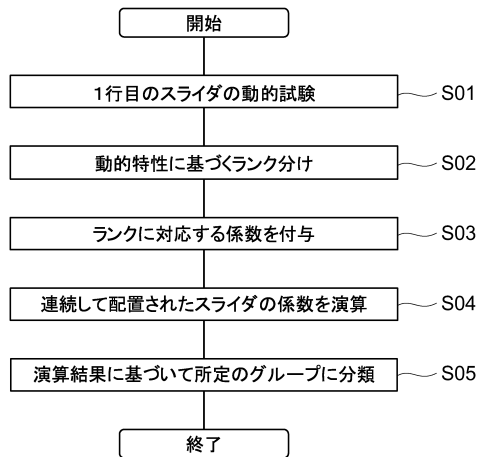 開始
1行目のスライダの動的試験
S01
動的特性に基づくランク分け
S02
ランクに対応する係数を付与
S03
連続して配置されたスライダの係数を演算
S04
演算結果に基づいて所定のグループに分類
S05
終了